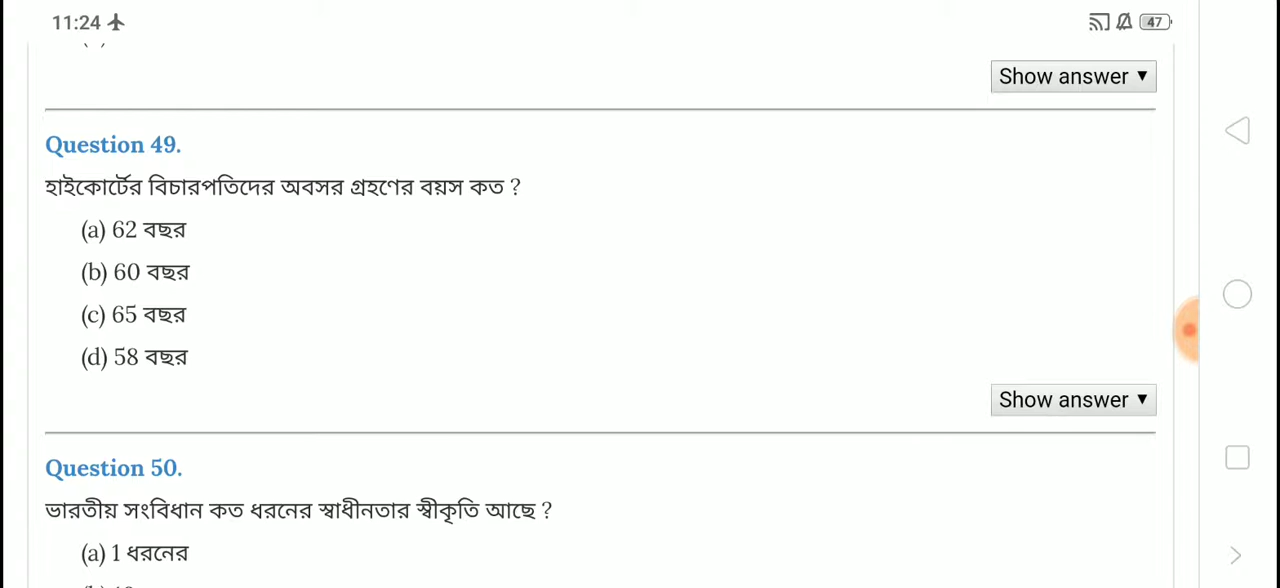 11:24
47
Show answer ▼
Question 49.
হাইকোর্টের বিচারপতিদের অবসর গ্রহণের বয়স কত ?
(a) 62 বছর
(b) 60 বছর
(c) 65 বছর
(d) 58 বছর
Show answer ▼
Question 50.
ভারতীয় সংবিধান কত ধরনের স্বাধীনতার স্বীকৃতি আছে ?
(a) 1 ধরনের